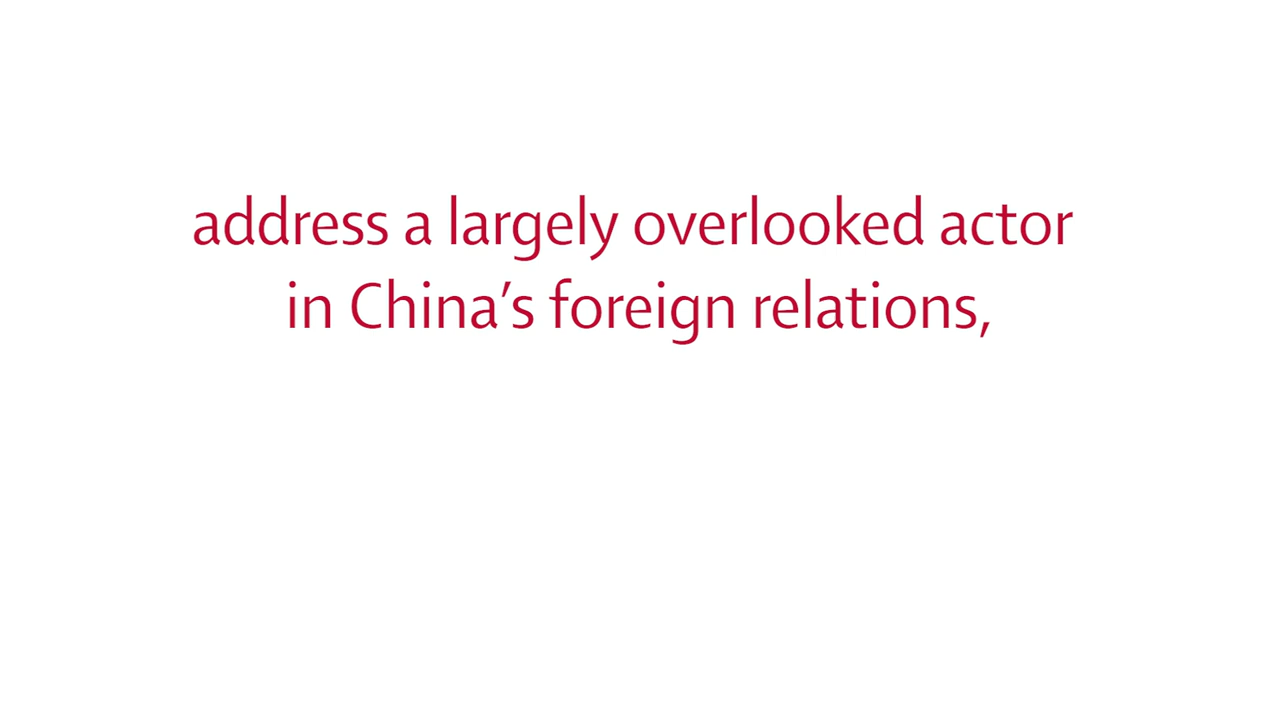 address a largely overlooked actor
in China’s foreign relations,